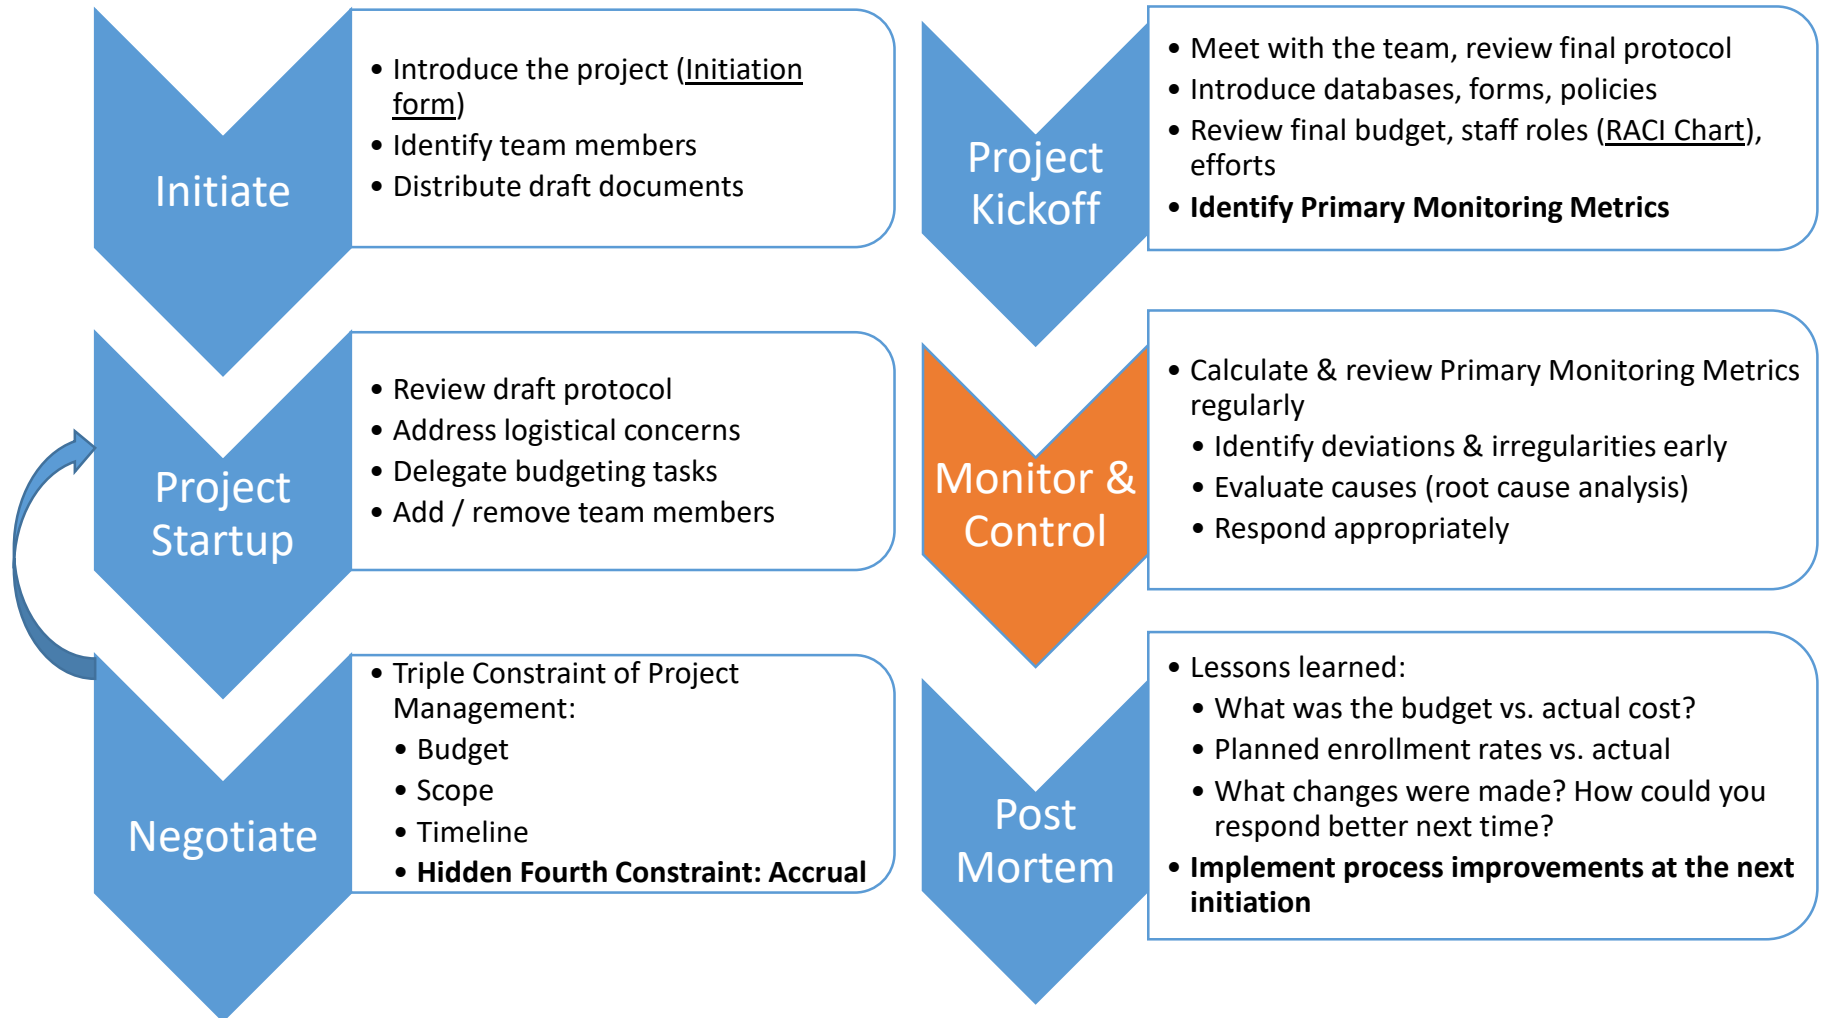 Initiate
• Introduce the project (Initiation
form)
• Identify team members
• Distribute draft documents
Project
Startup
• Review draft protocol
• Address logistical concerns
• Delegate budgeting tasks
• Add / remove team members
Negotiate
• Triple Constraint of Project
Management:
• Budget
• Scope
• Timeline
• Hidden Fourth Constraint: Accrual
Project
Kickoff
• Meet with the team, review final protocol
• Introduce databases, forms, policies
• Review final budget, staff roles (RACI Chart),
efforts
• Identify Primary Monitoring Metrics
Monitor &
Control
• Calculate & review Primary Monitoring Metrics
regularly
• Identify deviations & irregularities early
• Evaluate causes (root cause analysis)
• Respond appropriately
Post
Mortem
• Lessons learned:
• What was the budget vs. actual cost?
• Planned enrollment rates vs. actual
• What changes were made? How could you
respond better next time?
• Implement process improvements at the next
initiation